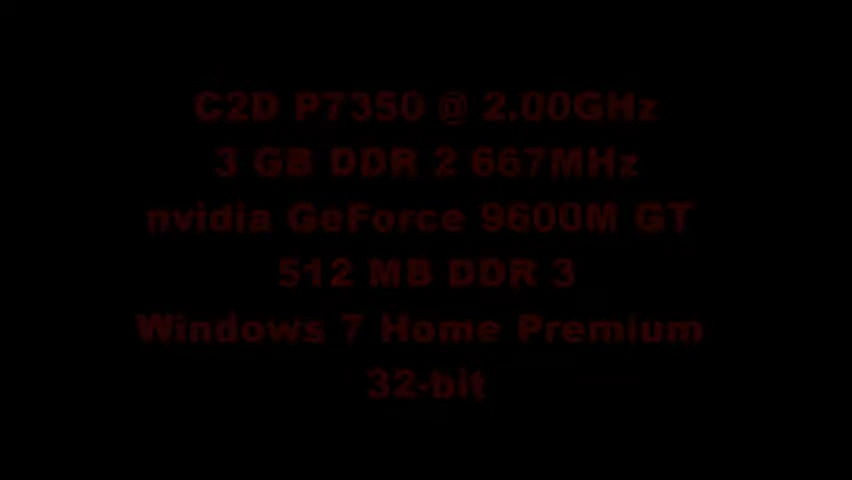 C2D P7350 @ 2.00GHz
3 GB DDR 2 667MHz
nvidia GeForce 9600M GT
512 MB DDR 3
Windows 7 Home Premium
32-bit